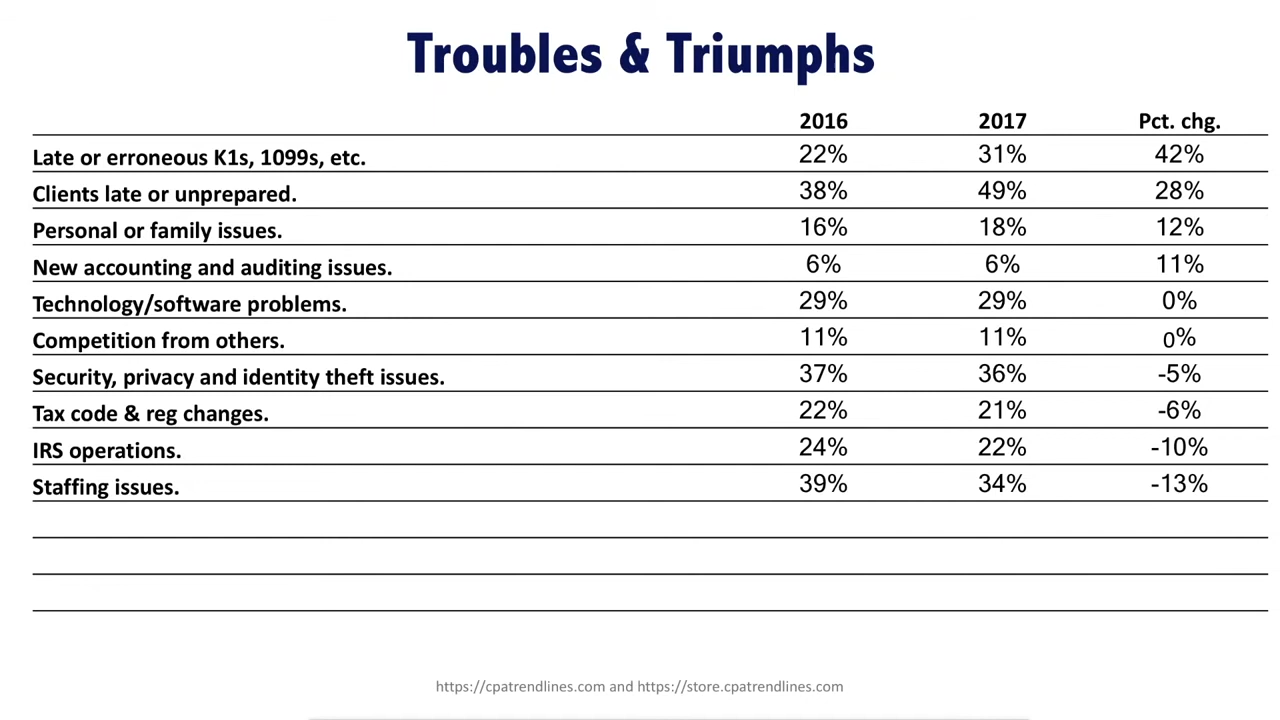 Troubles & Triumphs
2016 2017 Pct. chg.
Late or erroneous K1s, 1099s, etc. 22% 31% 42%
Clients late or unprepared. 38% 49% 28%
Personal or family issues. 16% 18% 12%
New accounting and auditing issues. 6% 6% 11%
Technology/software problems. 29% 29% 0%
Competition from others. 11% 11% 0%
Security, privacy and identity theft issues. 37% 36% -5%
Tax code & reg changes. 22% 21% -6%
IRS operations. 24% 22% -10%
Staffing issues. 39% 34% -13%
https://cpatrendlines.com and https://store.cpatrendlines.com